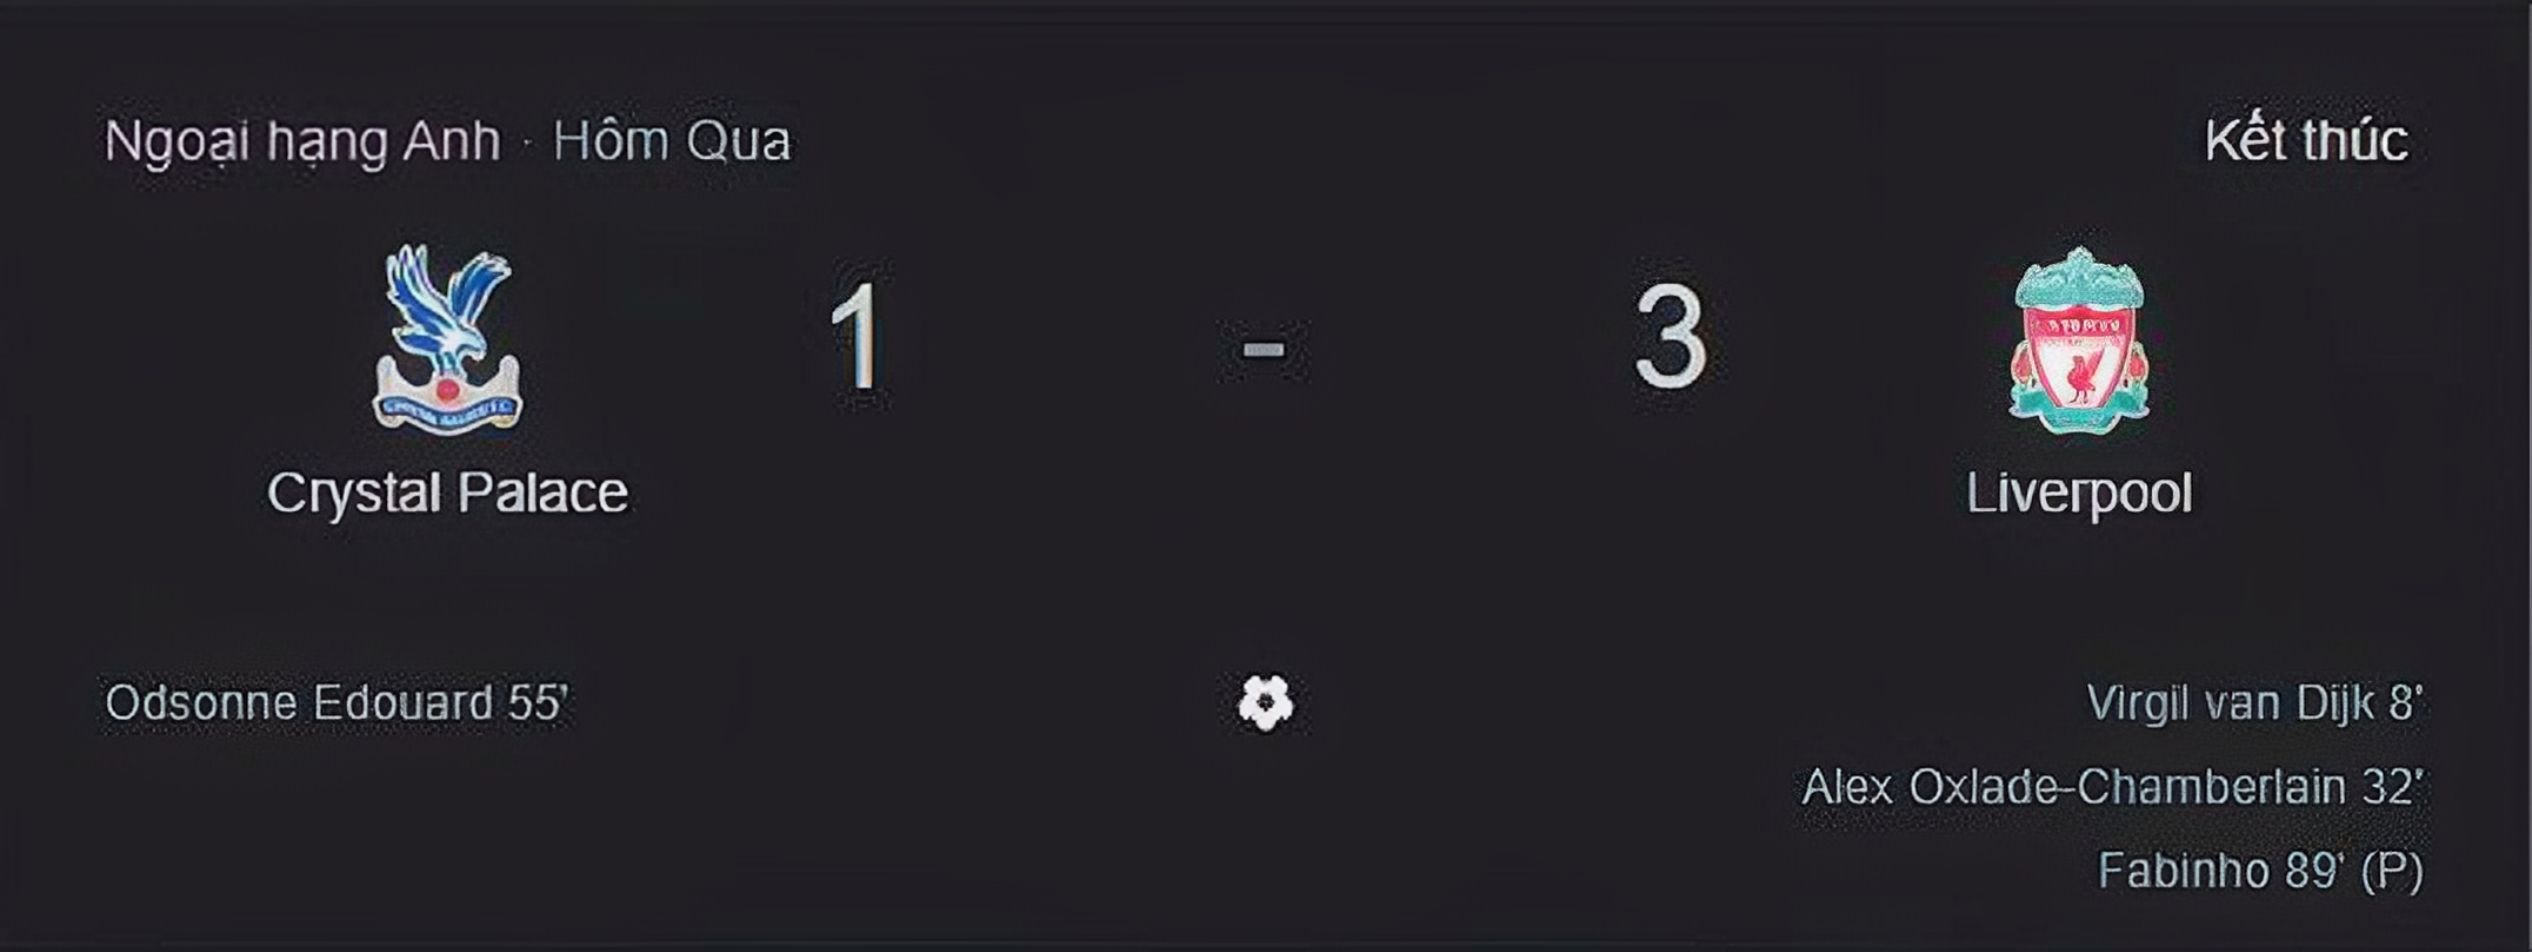 Ngoại hạng Anh · Hôm Qua
Kết thúc
1 - 3
Crystal Palace
Liverpool
Odsonne Edouard 55'
Virgil van Dijk 8'
Alex Oxlade-Chamberlain 32'
Fabinho 89' (P)